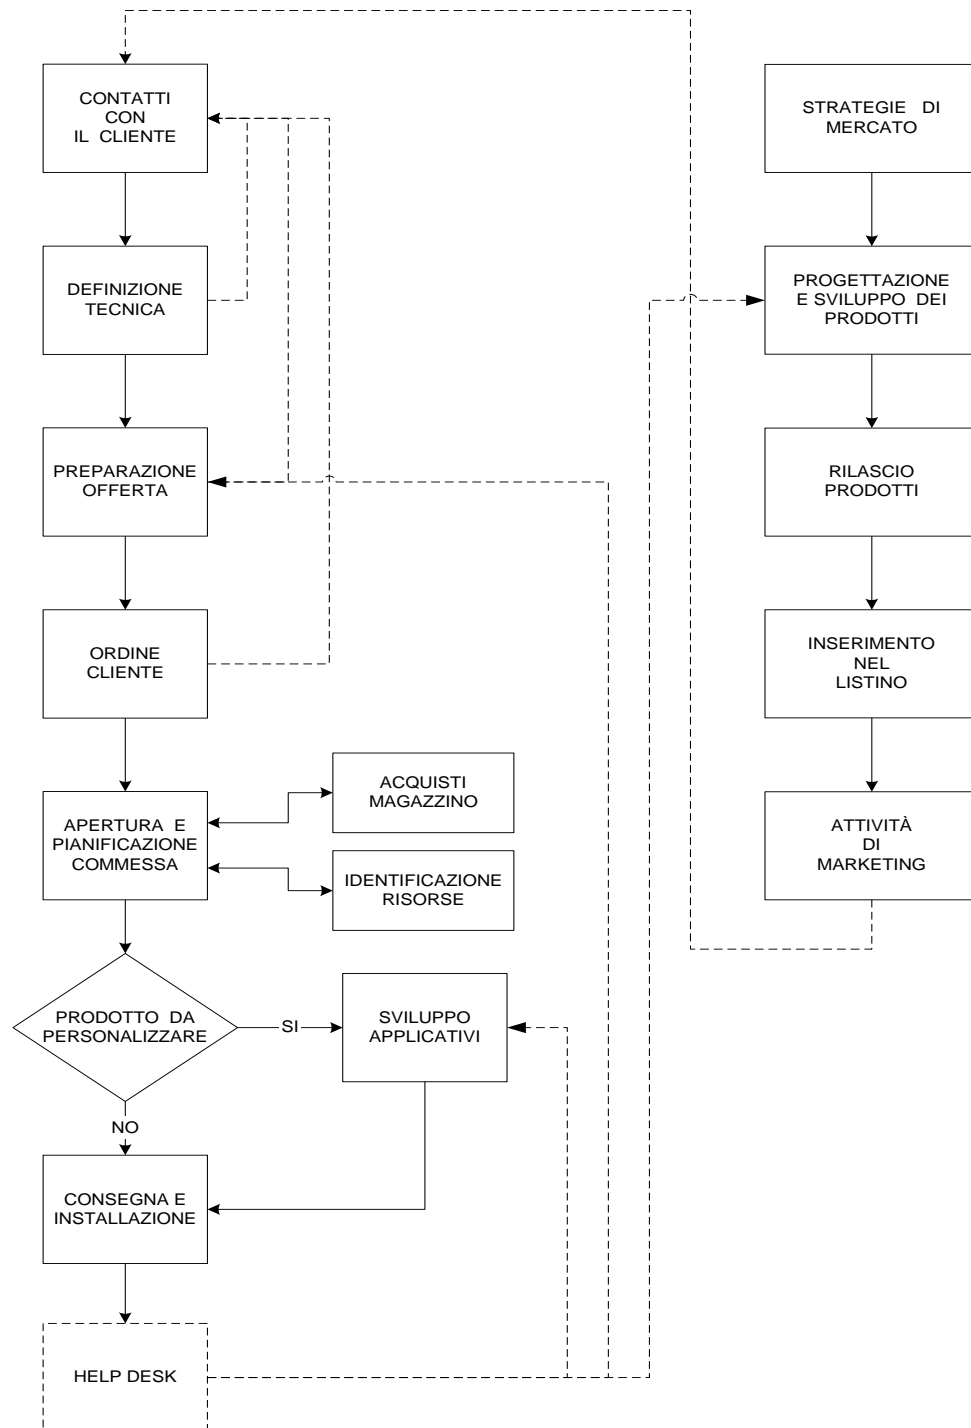 CONTATTI
CON
IL CLIENTE
DEFINIZIONE
TECNICA
PREPARAZIONE
OFFERTA
ORDINE
CLIENTE
APERTURA E
PIANIFICAZIONE
COMMESSA
ACQUISTI
MAGAZZINO
IDENTIFICAZIONE
RISORSE
PRODOTTO DA
PERSONALIZZARE
SI
SVILUPPO
APPLICATIVI
NO
CONSEGNA E
INSTALLAZIONE
HELP DESK
STRATEGIE DI
MERCATO
PROGETTAZIONE
E SVILUPPO DEI
PRODOTTI
RILASCIO
PRODOTTI
INSERIMENTO
NEL
LISTINO
ATTIVITÀ
DI
MARKETING